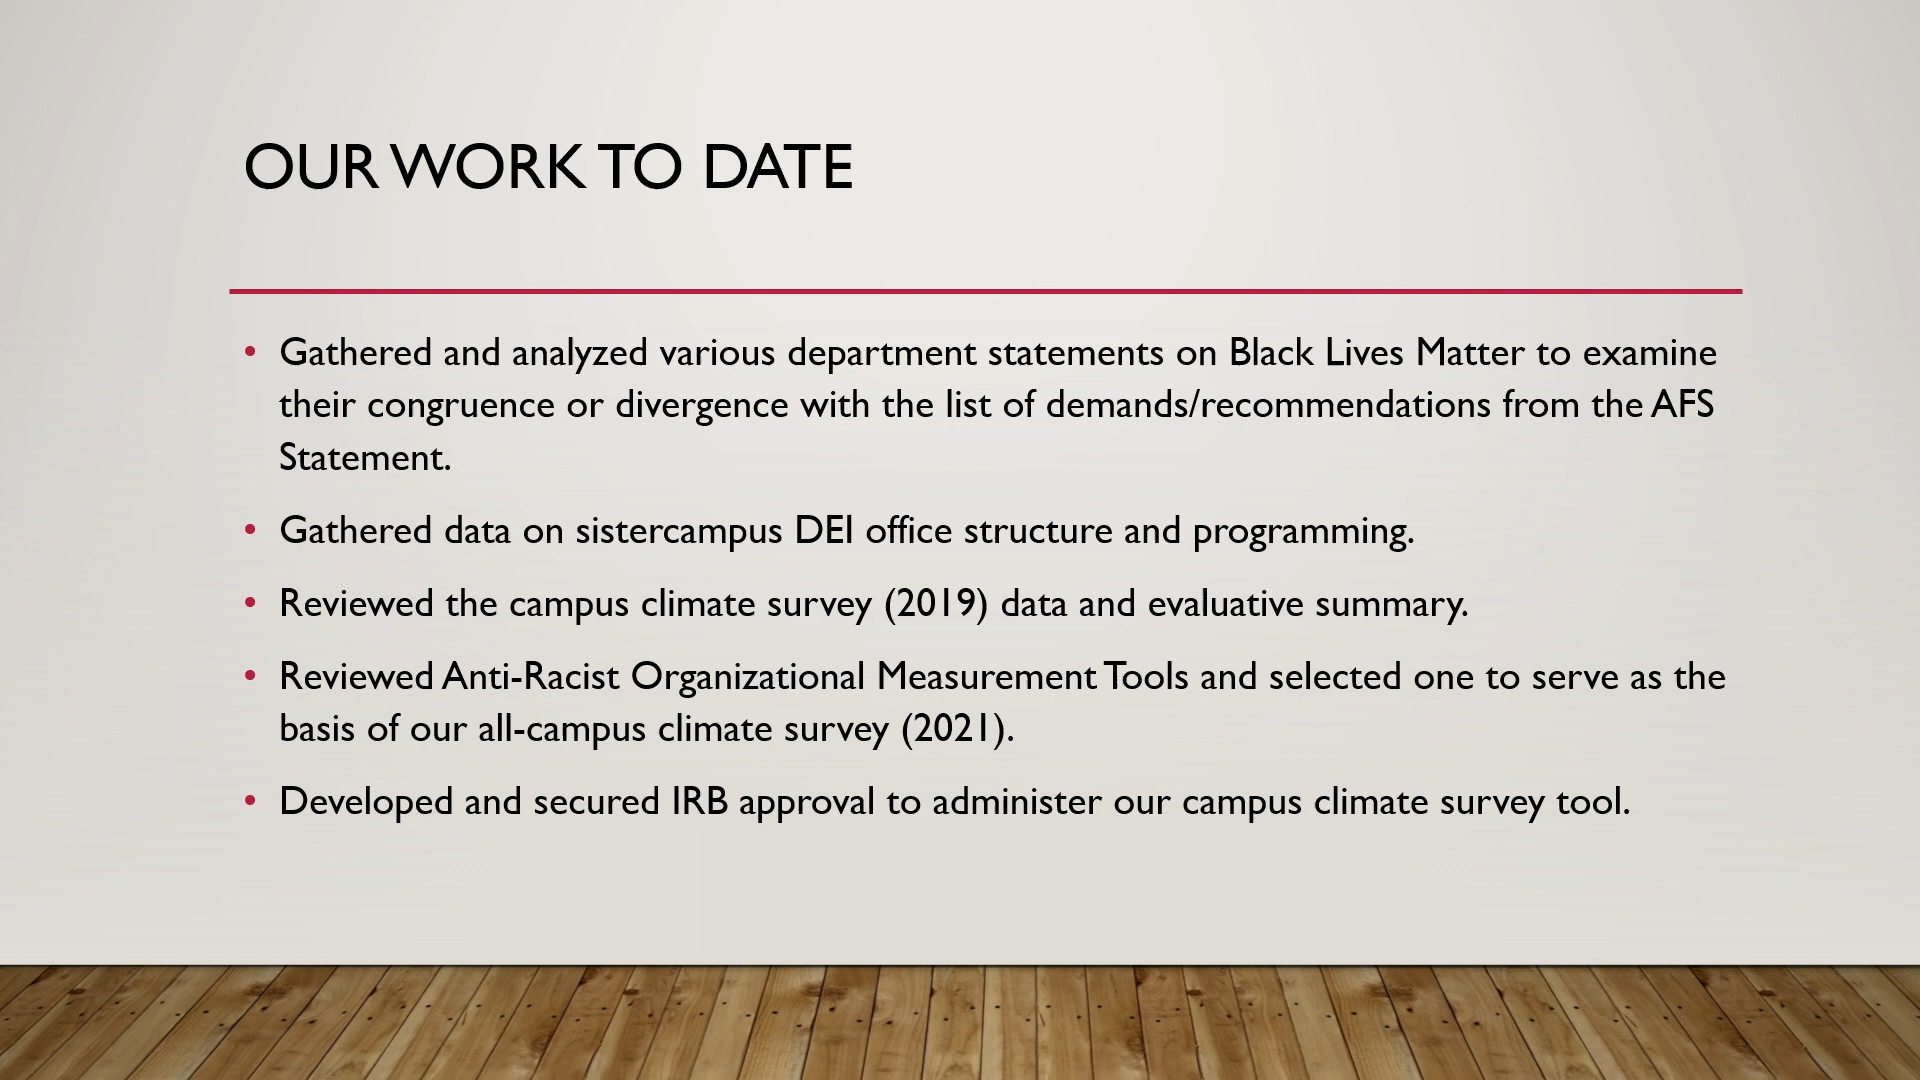 OUR WORK TO DATE
• Gathered and analyzed various department statements on Black Lives Matter to examine
their congruence or divergence with the list of demands/recommendations from the AFS
Statement.
• Gathered data on sistercampus DEI office structure and programming.
• Reviewed the campus climate survey (2019) data and evaluative summary.
• Reviewed Anti-Racist Organizational Measurement Tools and selected one to serve as the
basis of our all-campus climate survey (2021).
• Developed and secured IRB approval to administer our campus climate survey tool.